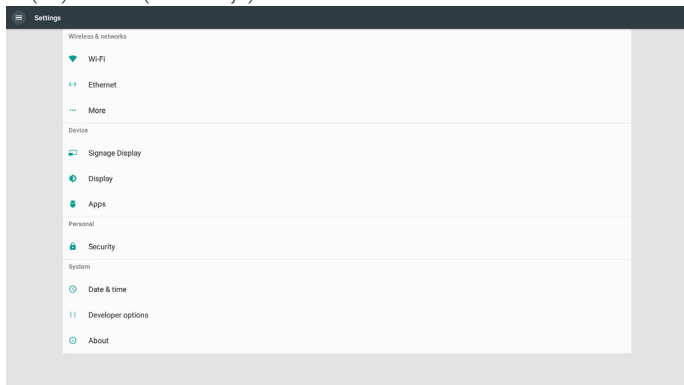 Settings
Wireless & networks
Wi-Fi
Ethernet
More
Device
Signage Display
Display
Apps
Personal
Security
System
Date & time
Developer options
About